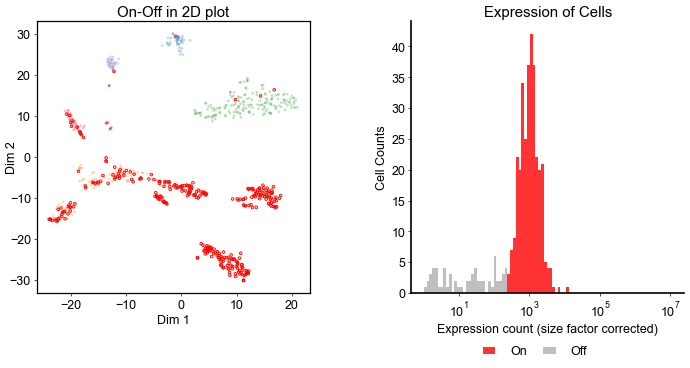 On-Off in 2D plot
30
20
10
0
−10
−20
−30
Dim 2
−20 −10 0 10 20
Dim 1
Expression of Cells
40
35
30
25
20
15
10
5
0
Cell Counts
10^1 10^3 10^5 10^7
Expression count (size factor corrected)
On Off